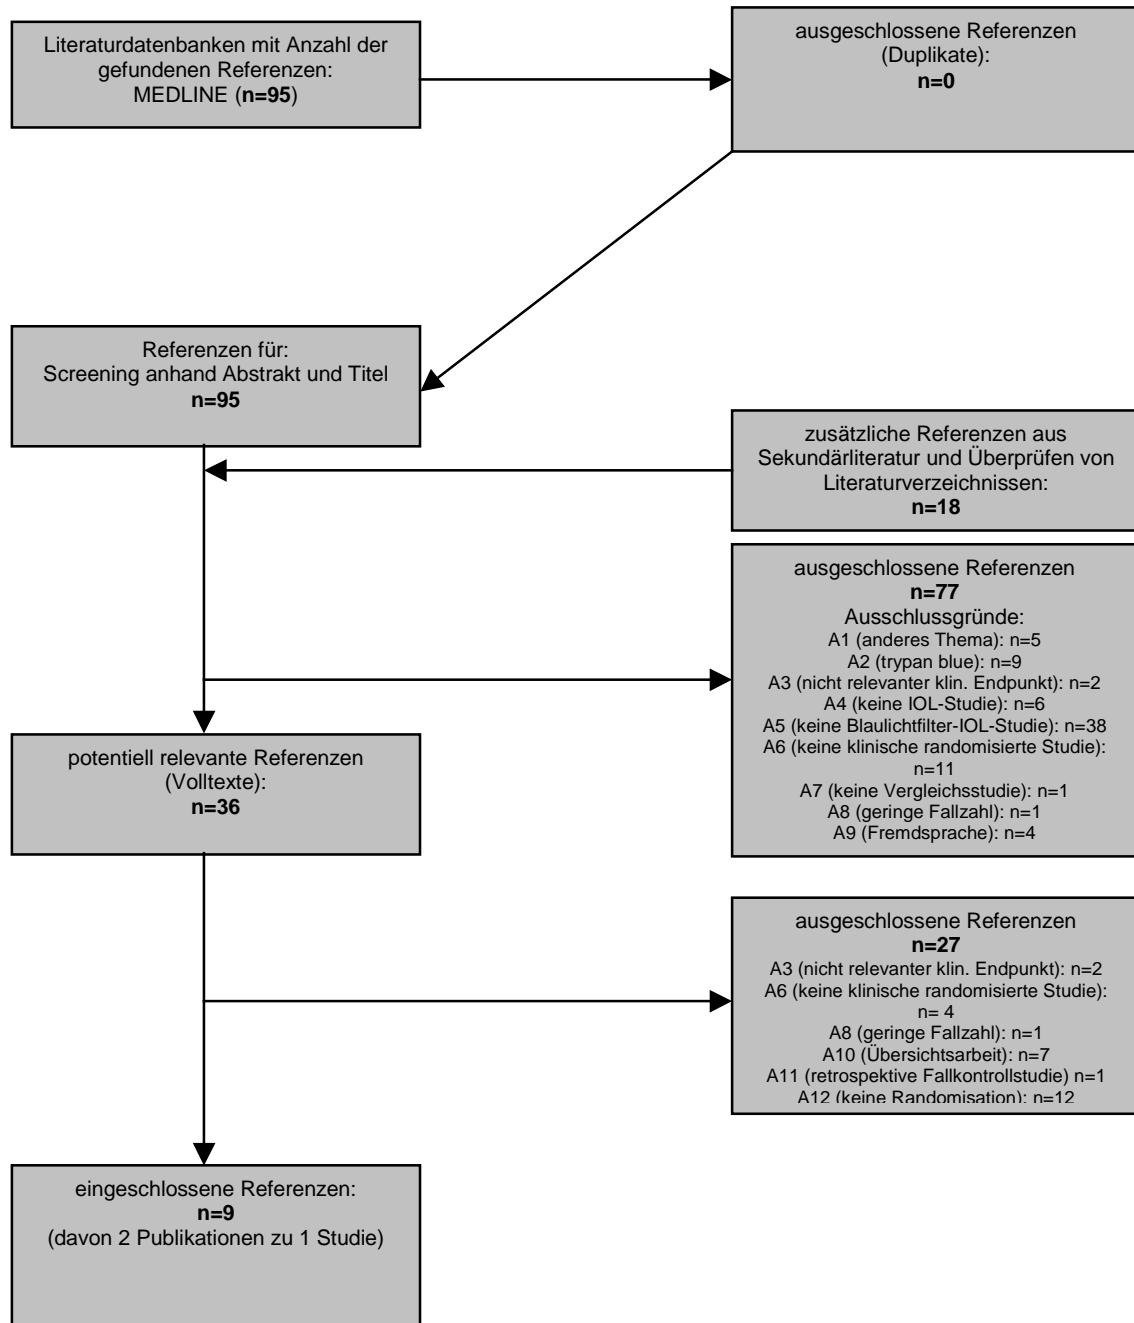 Literaturdatenbanken mit Anzahl der
gefundenen Referenzen:
MEDLINE (n=95)
ausgeschlossene Referenzen
(Duplikate):
n=0
Referenzen für:
Screening anhand Abstrakt und Titel
n=95
zusätzliche Referenzen aus
Sekundärliteratur und Überprüfen von
Literaturverzeichnissen:
n=18
ausgeschlossene Referenzen
n=77
Ausschlussgründe:
A1 (anderes Thema): n=5
A2 (trypan blue): n=9
A3 (nicht relevanter klin. Endpunkt): n=2
A4 (keine IOL-Studie): n=6
A5 (keine Blaulichtfilter-IOL-Studie): n=38
A6 (keine klinische randomisierte Studie):
n=11
A7 (keine Vergleichsstudie): n=1
A8 (geringe Fallzahl): n=1
A9 (Fremdsprache): n=4
potentiell relevante Referenzen
(Volltexte):
n=36
ausgeschlossene Referenzen
n=27
A3 (nicht relevanter klin. Endpunkt): n=2
A6 (keine klinische randomisierte Studie):
n= 4
A8 (geringe Fallzahl): n=1
A10 (Übersichtsarbeit): n=7
A11 (retrospektive Fallkontrollstudie) n=1
A12 (keine Randomisation): n=12
eingeschlossene Referenzen:
n=9
(davon 2 Publikationen zu 1 Studie)